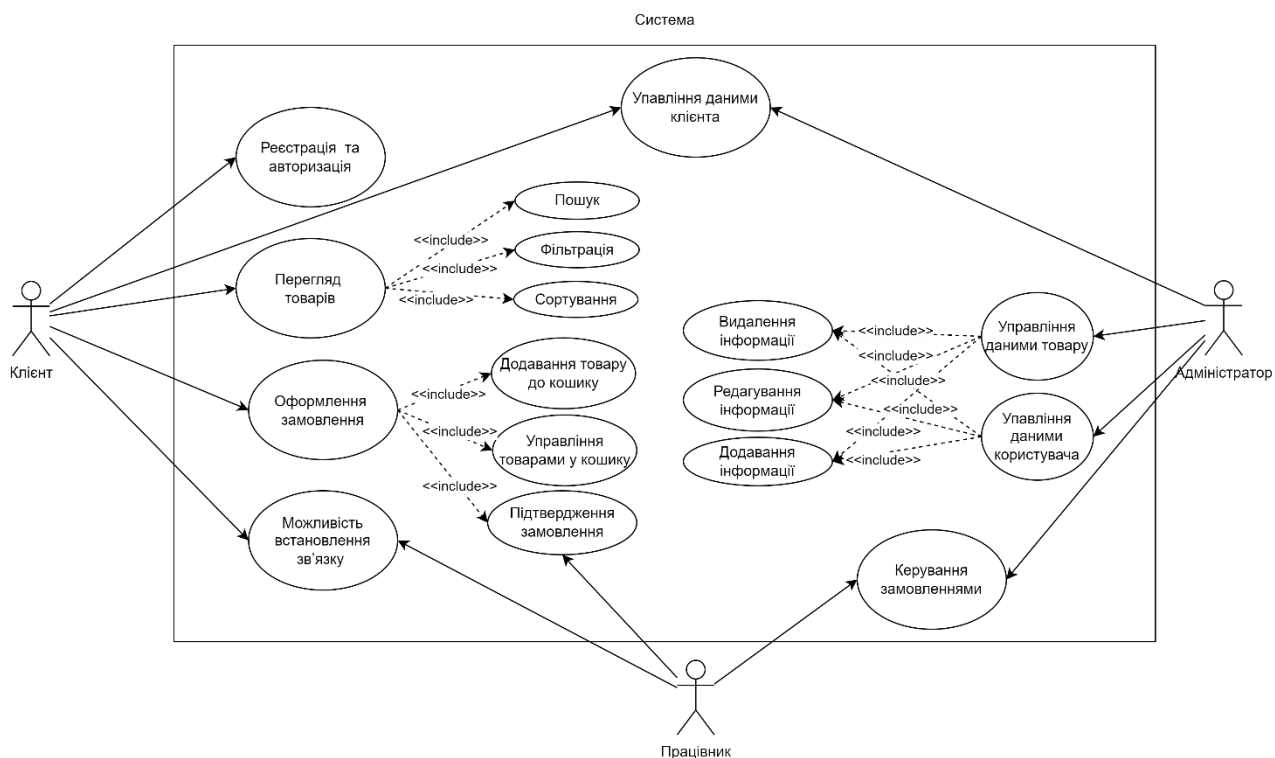 Система
Упавління даними
клієнта
Реєстрація та
авторизація
Пошук
<<include>>
Фільтрація
<<include>>
Перегляд
товарів
<<include>>
Сортування
Клієнт
Видалення
інформації
<<include>>
Управління
даними товару
<<include>>
Адміністратор
Додавання товару
до кошику
<<include>>
Оформлення
замовлення
Редагування
інформації
<<include>>
<<include>>
Упавління
даними
користувача
<<include>>
Управління
товарами у кошику
<<include>>
Додавання
інформації
<<include>>
<<include>>
Підтвердження
замовлення
Можливість
встановлення
зв’язку
Керування
замовленнями
Працівник